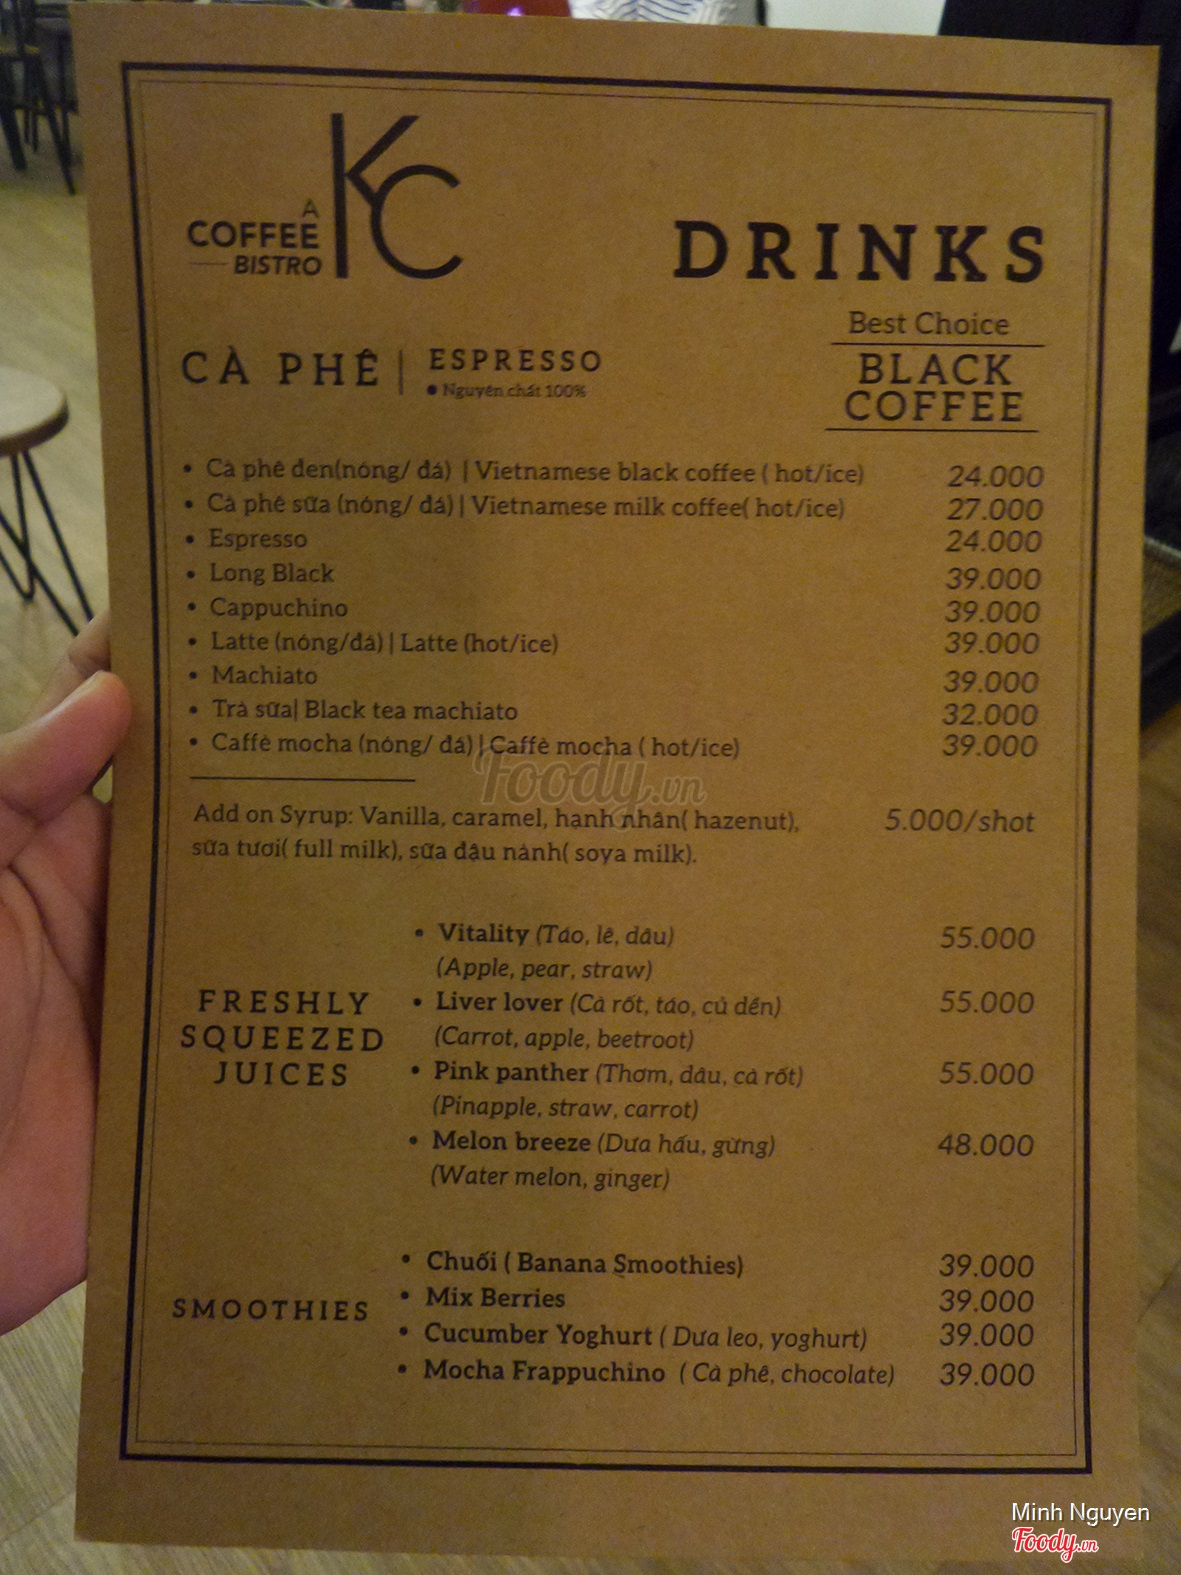 KC
A
COFFEE
BISTRO
DRINKS
Best Choice
BLACK
COFFEE
CÀ PHÊ | ESPRESSO
• Nguyên chất 100%
• Cà phê đen(nóng/ đá) | Vietnamese black coffee ( hot/ice) 24.000
• Cà phê sữa (nóng/ đá) | Vietnamese milk coffee( hot/ice) 27.000
• Espresso 24.000
• Long Black 39.000
• Cappuchino 39.000
• Latte (nóng/đá) | Latte (hot/ice) 39.000
• Machiato 39.000
• Trà sữa| Black tea machiato 32.000
• Caffè mocha (nóng/ đá) | Caffè mocha ( hot/ice) 39.000
Foody.vn
Add on Syrup: Vanilla, caramel, hạnh nhân( hazenut), 5.000/shot
sữa tươi( full milk), sữa đậu nành( soya milk).
FRESHLY
SQUEEZED
JUICES
• Vitality (Táo, lê, dâu) 55.000
(Apple, pear, straw)
• Liver lover (Cà rốt, táo, củ dền) 55.000
(Carrot, apple, beetroot)
• Pink panther (Thơm, dâu, cà rốt) 55.000
(Pinapple, straw, carrot)
• Melon breeze (Dưa hấu, gừng) 48.000
(Water melon, ginger)
SMOOTHIES
• Chuối ( Banana Smoothies) 39.000
• Mix Berries 39.000
• Cucumber Yoghurt ( Dưa leo, yoghurt) 39.000
• Mocha Frappuchino ( Cà phê, chocolate) 39.000
Minh Nguyen
Foody.vn